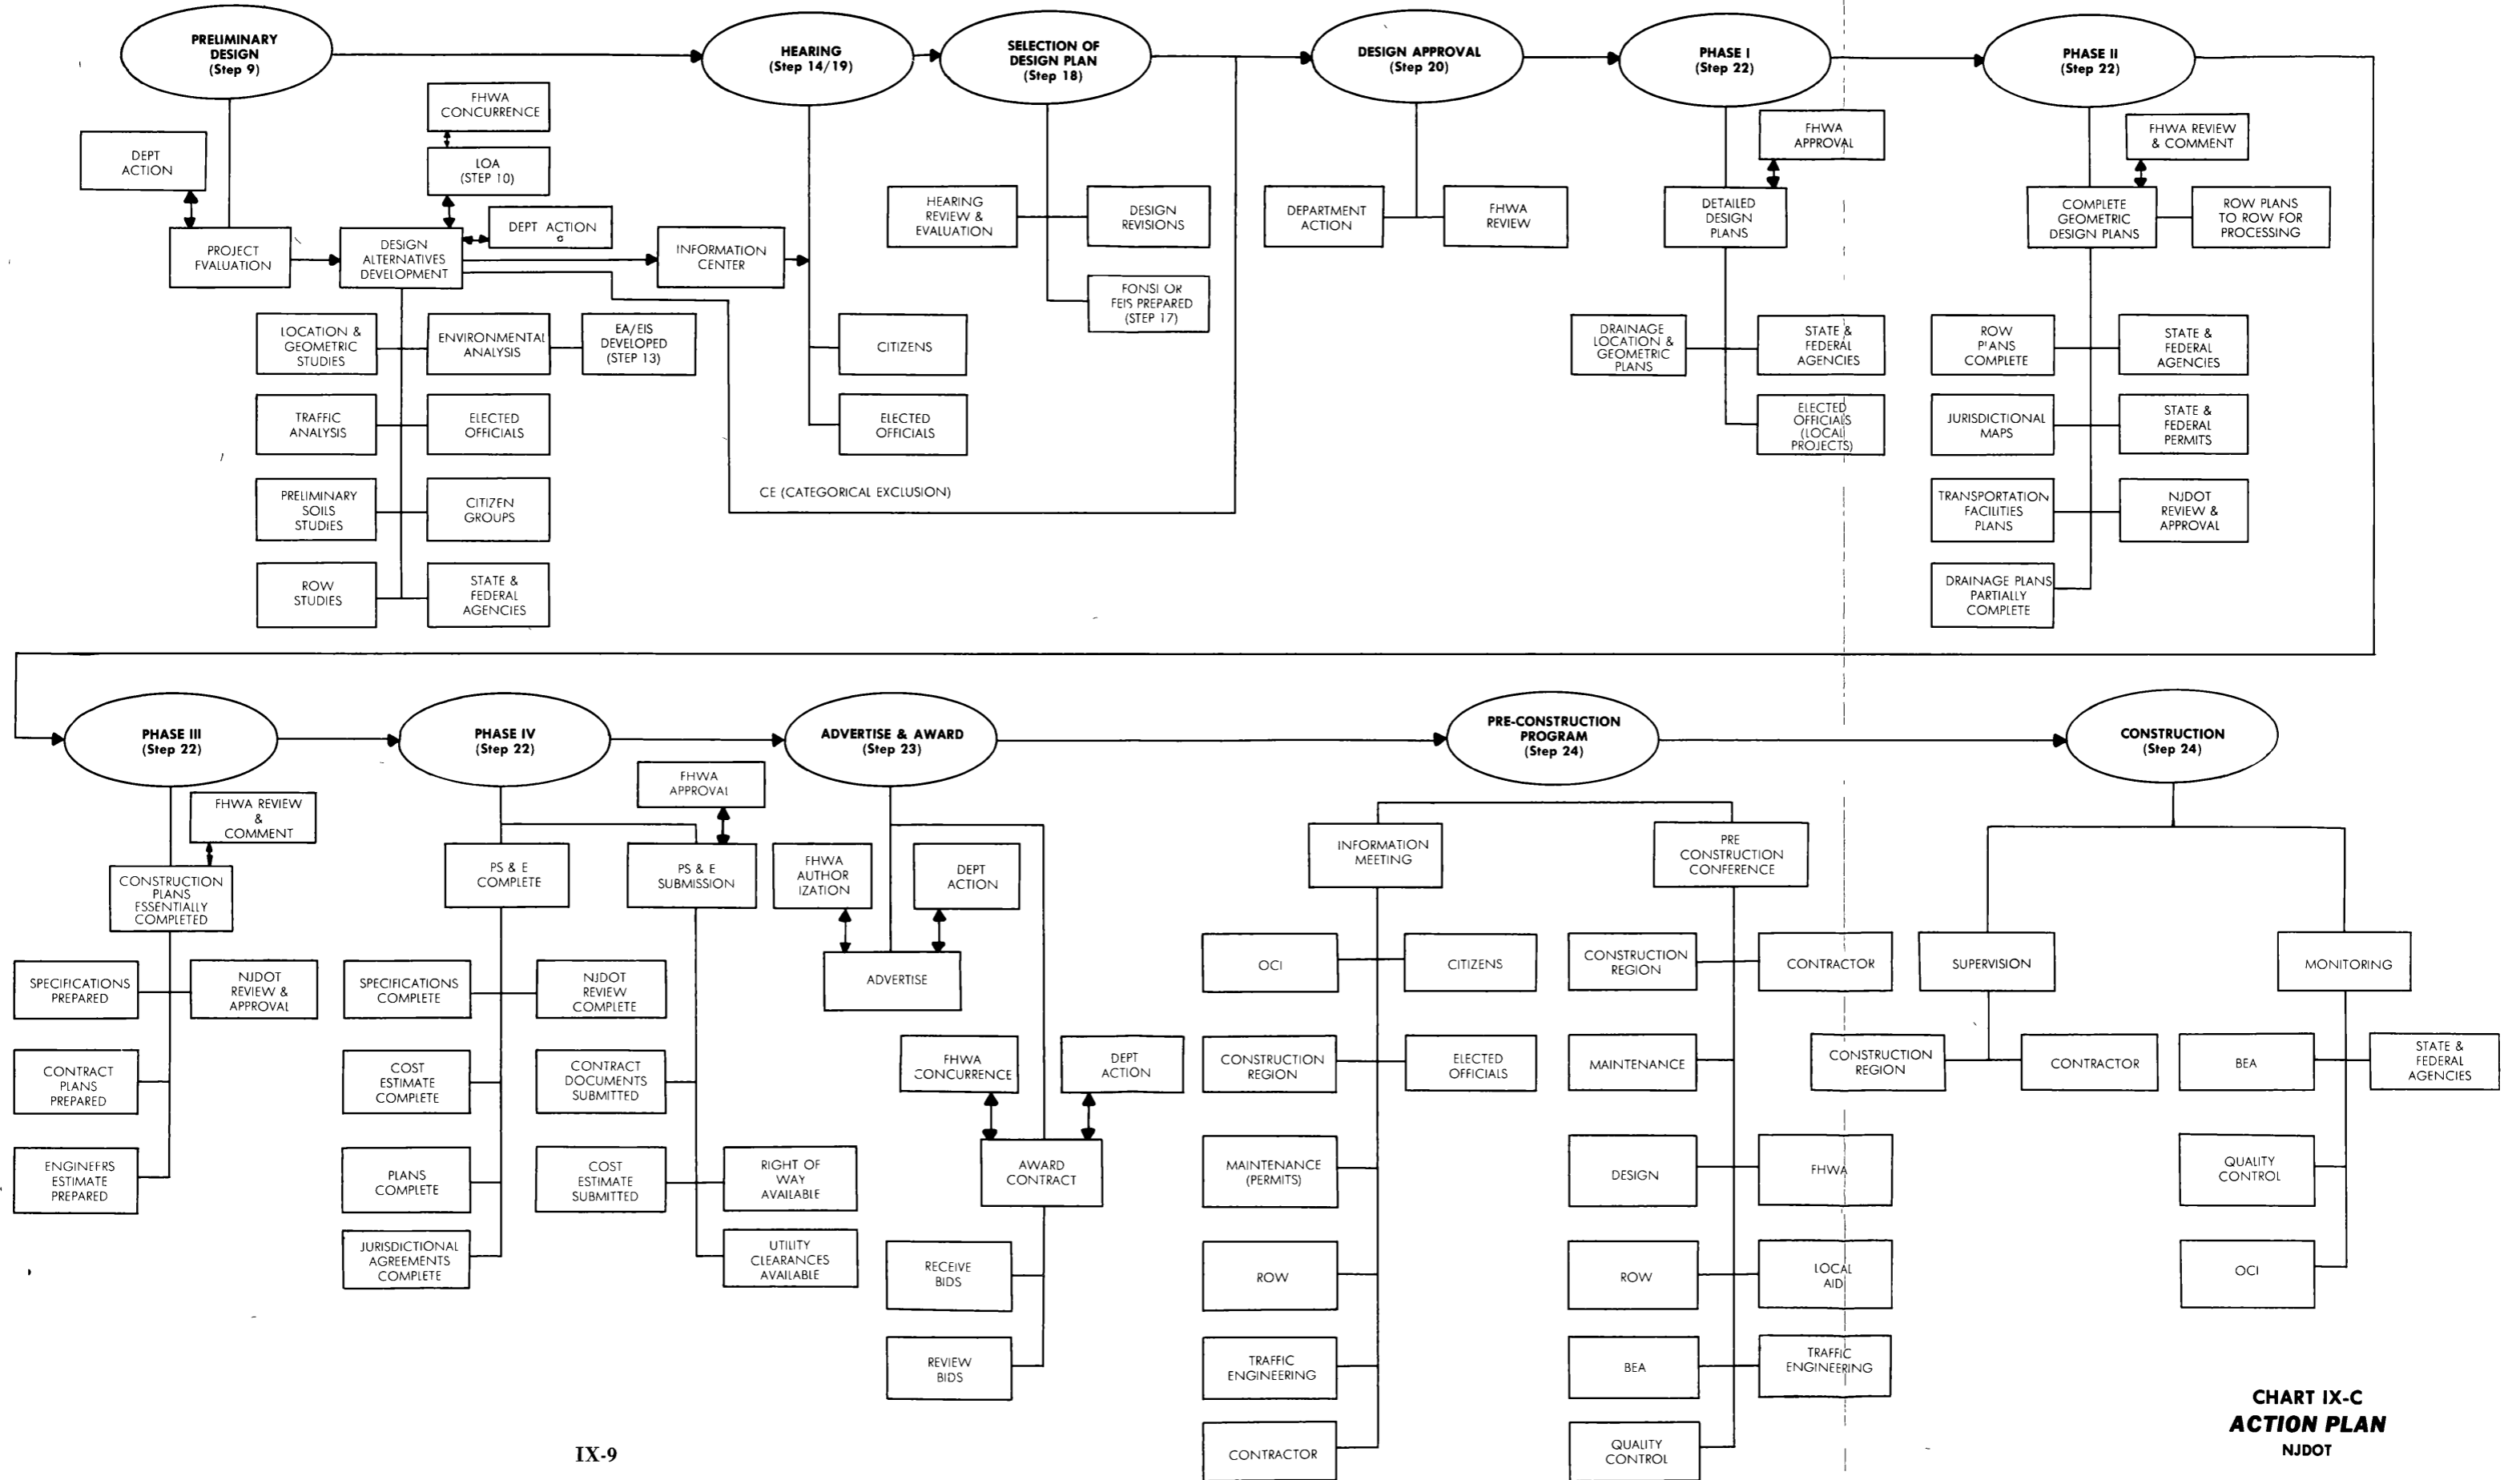 PRELIMINARY
DESIGN
(Step 9)
HEARING
(Step 14/19)
SELECTION OF
DESIGN PLAN
(Step 18)
DESIGN APPROVAL
(Step 20)
PHASE I
(Step 22)
PHASE II
(Step 22)
DEPT
ACTION
PROJECT
EVALUATION
FHWA
CONCURRENCE
LOA
(STEP 10)
DEPT ACTION
DESIGN
ALTERNATIVES
DEVELOPMENT
INFORMATION
CENTER
LOCATION &
GEOMETRIC
STUDIES
ENVIRONMENTAL
ANALYSIS
EA/EIS
DEVELOPED
(STEP 13)
TRAFFIC
ANALYSIS
ELECTED
OFFICIALS
PRELIMINARY
SOILS
STUDIES
CITIZEN
GROUPS
ROW
STUDIES
STATE &
FEDERAL
AGENCIES
CITIZENS
ELECTED
OFFICIALS
CE (CATEGORICAL EXCLUSION)
HEARING
REVIEW &
EVALUATION
DESIGN
REVISIONS
FONSI OR
FEIS PREPARED
(STEP 17)
DEPARTMENT
ACTION
FHWA
REVIEW
FHWA
APPROVAL
DETAILED
DESIGN
PLANS
DRAINAGE
LOCATION &
GEOMETRIC
PLANS
STATE &
FEDERAL
AGENCIES
ELECTED
OFFICIALS
(LOCAL
PROJECTS)
FHWA REVIEW
& COMMENT
COMPLETE
GEOMETRIC
DESIGN PLANS
ROW PLANS
TO ROW FOR
PROCESSING
ROW
PLANS
COMPLETE
STATE &
FEDERAL
AGENCIES
JURISDICTIONAL
MAPS
STATE &
FEDERAL
PERMITS
TRANSPORTATION
FACILITIES
PLANS
NJDOT
REVIEW &
APPROVAL
DRAINAGE PLANS
PARTIALLY
COMPLETE
PHASE III
(Step 22)
PHASE IV
(Step 22)
ADVERTISE & AWARD
(Step 23)
PRE-CONSTRUCTION
PROGRAM
(Step 24)
CONSTRUCTION
(Step 24)
FHWA REVIEW
&
COMMENT
CONSTRUCTION
PLANS
ESSENTIALLY
COMPLETED
SPECIFICATIONS
PREPARED
NJDOT
REVIEW &
APPROVAL
CONTRACT
PLANS
PREPARED
ENGINEERS
ESTIMATE
PREPARED
FHWA
APPROVAL
PS & E
COMPLETE
PS & E
SUBMISSION
SPECIFICATIONS
COMPLETE
NJDOT
REVIEW
COMPLETE
COST
ESTIMATE
COMPLETE
CONTRACT
DOCUMENTS
SUBMITTED
PLANS
COMPLETE
COST
ESTIMATE
SUBMITTED
RIGHT OF
WAY
AVAILABLE
JURISDICTIONAL
AGREEMENTS
COMPLETE
UTILITY
CLEARANCES
AVAILABLE
FHWA
AUTHOR
IZATION
DEPT
ACTION
ADVERTISE
FHWA
CONCURRENCE
DEPT
ACTION
AWARD
CONTRACT
RECEIVE
BIDS
REVIEW
BIDS
INFORMATION
MEETING
OCI
CITIZENS
CONSTRUCTION
REGION
ELECTED
OFFICIALS
MAINTENANCE
(PERMITS)
ROW
TRAFFIC
ENGINEERING
CONTRACTOR
PRE
CONSTRUCTION
CONFERENCE
CONSTRUCTION
REGION
CONTRACTOR
MAINTENANCE
DESIGN
FHWA
ROW
LOCAL
AID
BEA
TRAFFIC
ENGINEERING
QUALITY
CONTROL
SUPERVISION
CONSTRUCTION
REGION
CONTRACTOR
MONITORING
BEA
STATE &
FEDERAL
AGENCIES
QUALITY
CONTROL
OCI
CHART IX-C
ACTION PLAN
NJDOT
IX-9